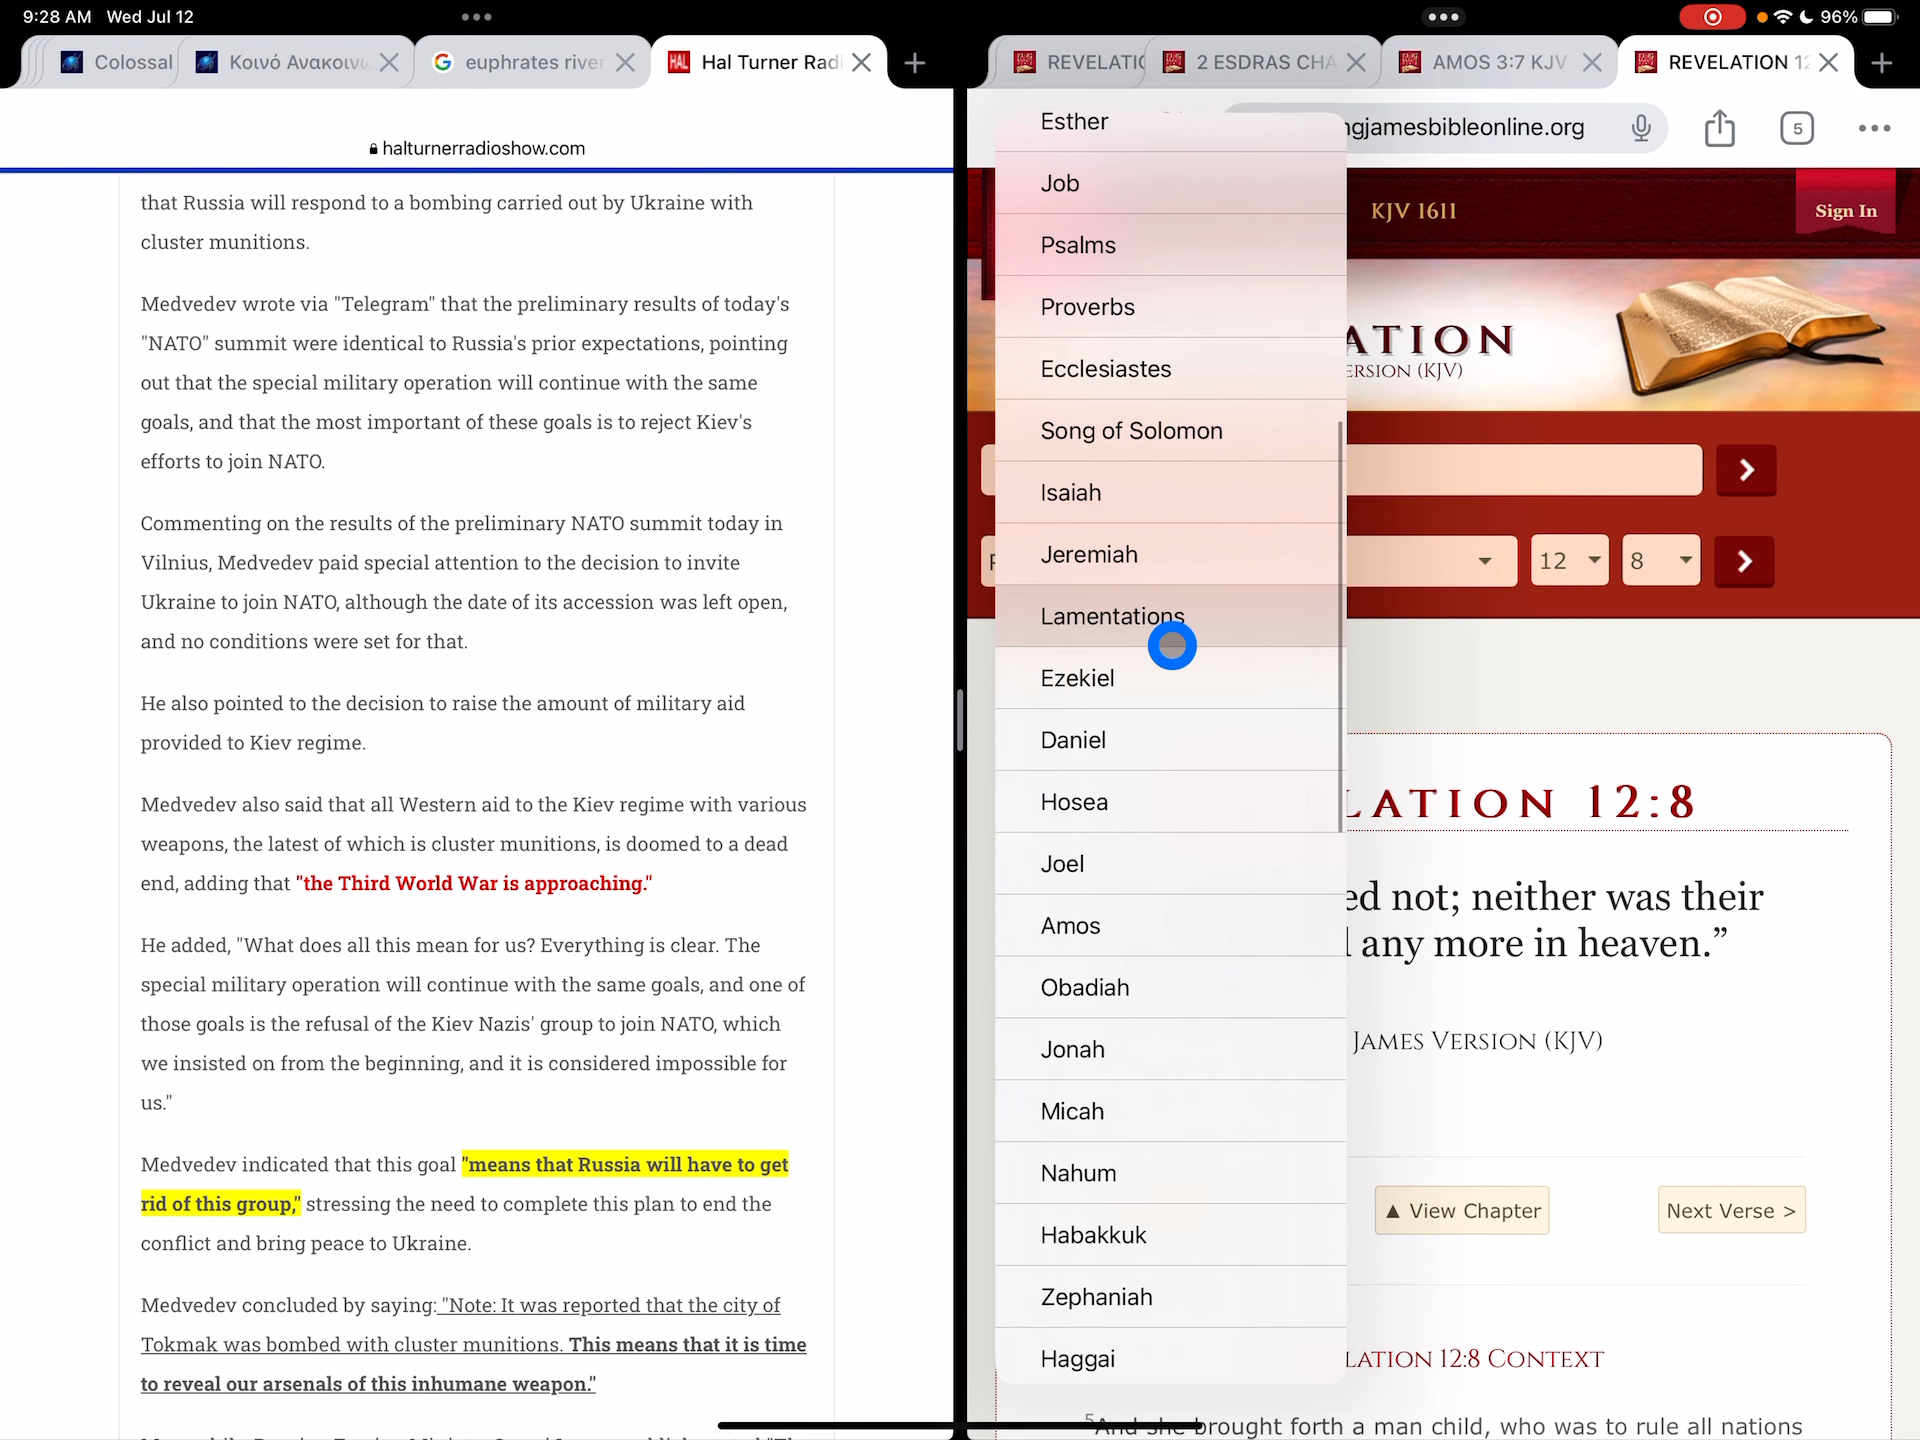 9:28 AM Wed Jul 12
96%
Colossal
Κοινό Ανακοινω
euphrates river
HAL Hal Turner Radi
REVELATIO
2 ESDRAS CHA
AMOS 3:7 KJV
REVELATION 12
halturnerradioshow.com
ngjamesbibleonline.org
5
that Russia will respond to a bombing carried out by Ukraine with
cluster munitions.
Medvedev wrote via "Telegram" that the preliminary results of today's
"NATO" summit were identical to Russia's prior expectations, pointing
out that the special military operation will continue with the same
goals, and that the most important of these goals is to reject Kiev's
efforts to join NATO.
Commenting on the results of the preliminary NATO summit today in
Vilnius, Medvedev paid special attention to the decision to invite
Ukraine to join NATO, although the date of its accession was left open,
and no conditions were set for that.
He also pointed to the decision to raise the amount of military aid
provided to Kiev regime.
Medvedev also said that all Western aid to the Kiev regime with various
weapons, the latest of which is cluster munitions, is doomed to a dead
end, adding that "the Third World War is approaching."
He added, "What does all this mean for us? Everything is clear. The
special military operation will continue with the same goals, and one of
those goals is the refusal of the Kiev Nazis' group to join NATO, which
we insisted on from the beginning, and it is considered impossible for
us."
Medvedev indicated that this goal "means that Russia will have to get
rid of this group," stressing the need to complete this plan to end the
conflict and bring peace to Ukraine.
Medvedev concluded by saying: "Note: It was reported that the city of
Tokmak was bombed with cluster munitions. This means that it is time
to reveal our arsenals of this inhumane weapon."
Esther
Job
Psalms
Proverbs
Ecclesiastes
Song of Solomon
Isaiah
Jeremiah
Lamentations
Ezekiel
Daniel
Hosea
Joel
Amos
Obadiah
Jonah
Micah
Nahum
Habakkuk
Zephaniah
Haggai
KJV 1611
Sign In
ATION
ERSION (KJV)
12
8
LATION 12:8
ed not; neither was their
any more in heaven.”
JAMES VERSION (KJV)
▲ View Chapter
Next Verse >
LATION 12:8 CONTEXT
5And she brought forth a man child, who was to rule all nations